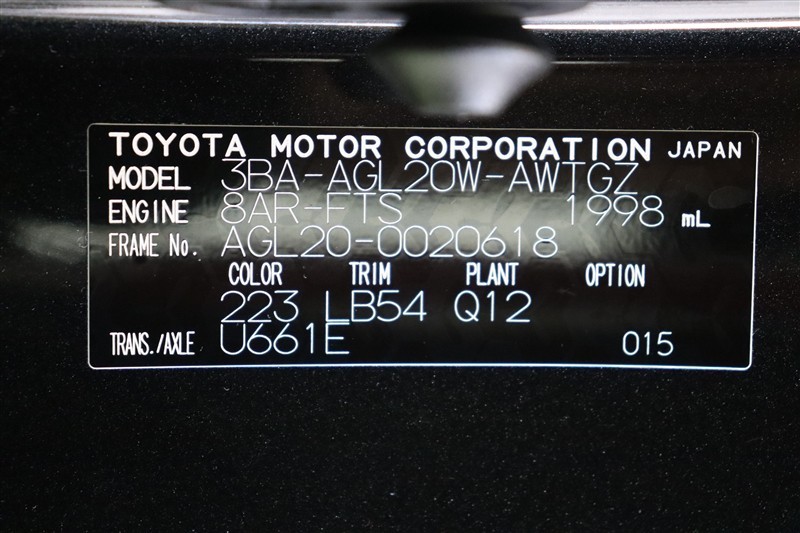 TOYOTA MOTOR CORPORATION JAPAN
MODEL 3BA-AGL20W-AWTGZ
ENGINE 8AR-FTS 1998 mL
FRAME No. AGL20-0020618
COLOR TRIM PLANT OPTION
223 LB54 Q12
TRANS./AXLE U661E 015